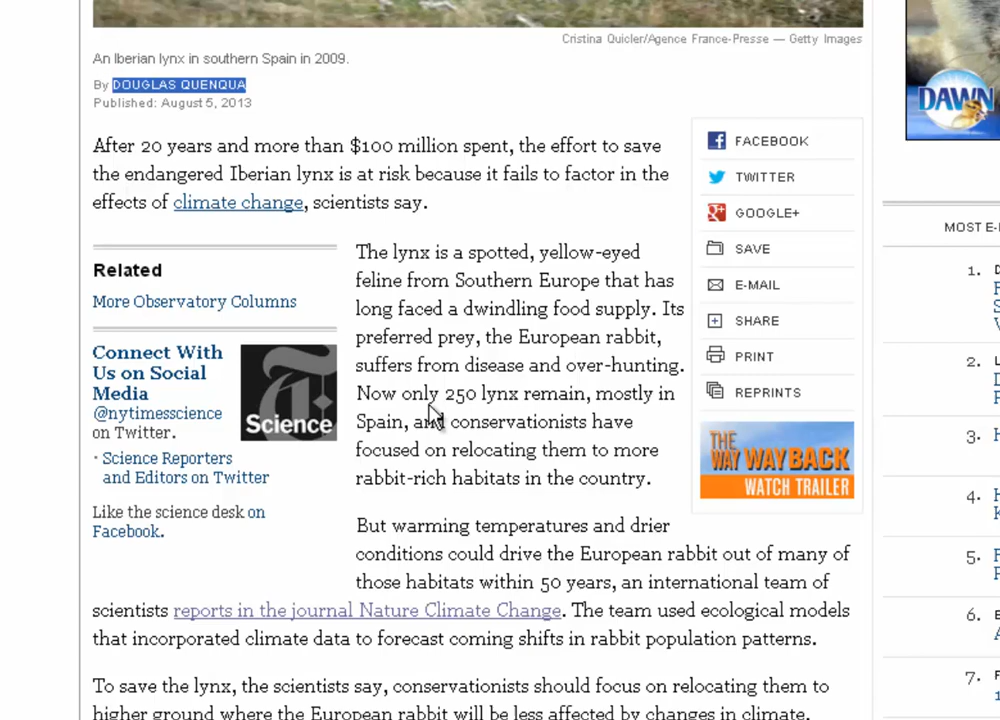 Cristina Quicler/Agence France-Presse — Getty Images
An Iberian lynx in southern Spain in 2009.
By DOUGLAS QUENQUA
Published: August 5, 2013
After 20 years and more than $100 million spent, the effort to save
the endangered Iberian lynx is at risk because it fails to factor in the
effects of climate change, scientists say.
Related
More Observatory Columns
Connect With
Us on Social
Media
@nytimesscience
on Twitter.
· Science Reporters
and Editors on Twitter
Like the science desk on
Facebook.
Science
The lynx is a spotted, yellow-eyed
feline from Southern Europe that has
long faced a dwindling food supply. Its
preferred prey, the European rabbit,
suffers from disease and over-hunting.
Now only 250 lynx remain, mostly in
Spain, and conservationists have
focused on relocating them to more
rabbit-rich habitats in the country.
But warming temperatures and drier
conditions could drive the European rabbit out of many of
those habitats within 50 years, an international team of
scientists reports in the journal Nature Climate Change. The team used ecological models
that incorporated climate data to forecast coming shifts in rabbit population patterns.
To save the lynx, the scientists say, conservationists should focus on relocating them to
higher ground where the European rabbit will be less affected by changes in climate.
FACEBOOK
TWITTER
GOOGLE+
SAVE
E-MAIL
SHARE
PRINT
REPRINTS
THE
WAY WAY BACK
WATCH TRAILER
DAWN
MOST E-
1.
2.
3.
4.
5.
6.
7.